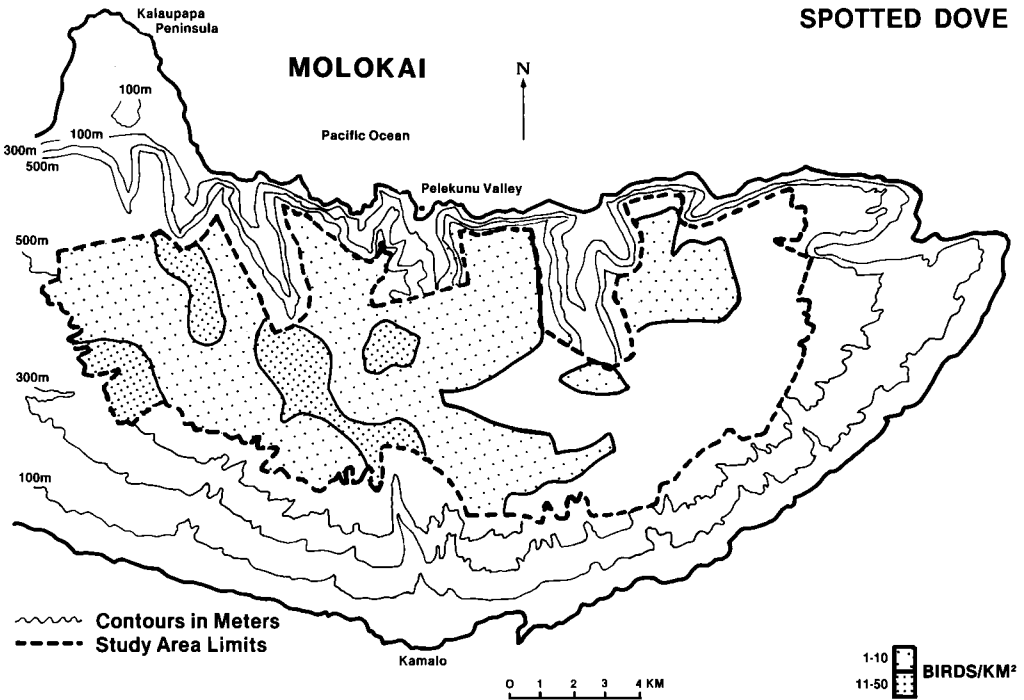 SPOTTED DOVE
Kalaupapa
Peninsula
MOLOKAI
N
100m
100m
Pacific Ocean
300m
500m
Pelekunu Valley
500m
300m
100m
Contours in Meters
Study Area Limits
Kamalo
1-10
11-50
BIRDS/KM²
0 1 2 3 4 KM